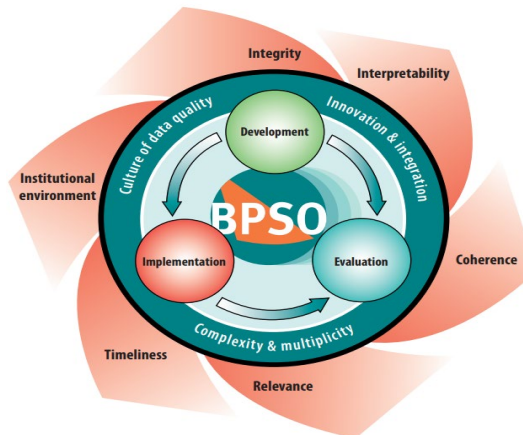 Integrity
Interpretability
Culture of data quality
Innovation & integration
Development
Institutional
environment
BPSO
Implementation
Evaluation
Coherence
Complexity & multiplicity
Timeliness
Relevance